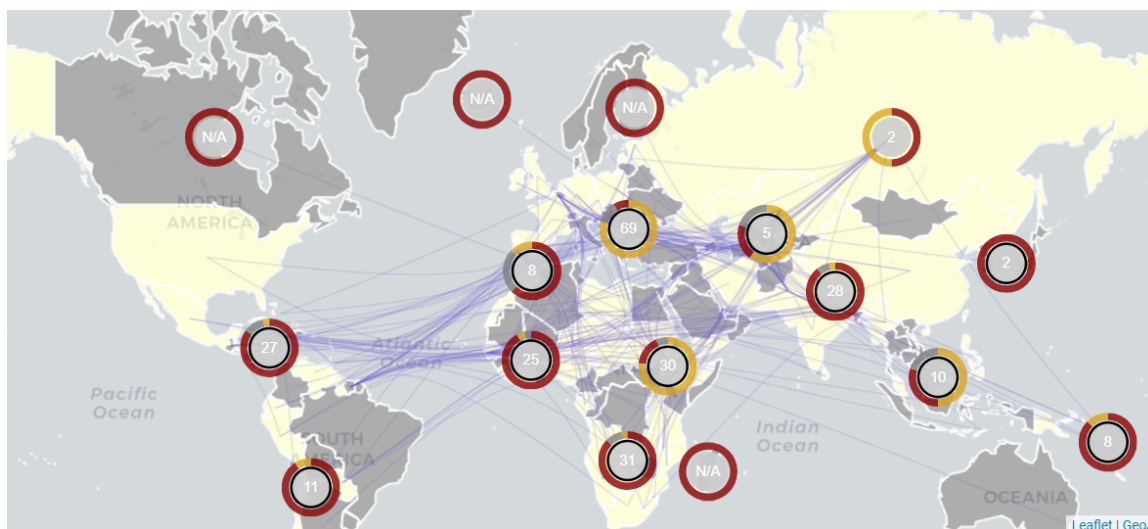 N/A
N/A
N/A
2
NORTH
AMERICA
69
5
8
2
28
27
Atlantic
Ocean
25
30
10
Pacific
Ocean
Indian
Ocean
SOUTH
AMERICA
8
31
N/A
11
OCEANIA
Leaflet | Geo